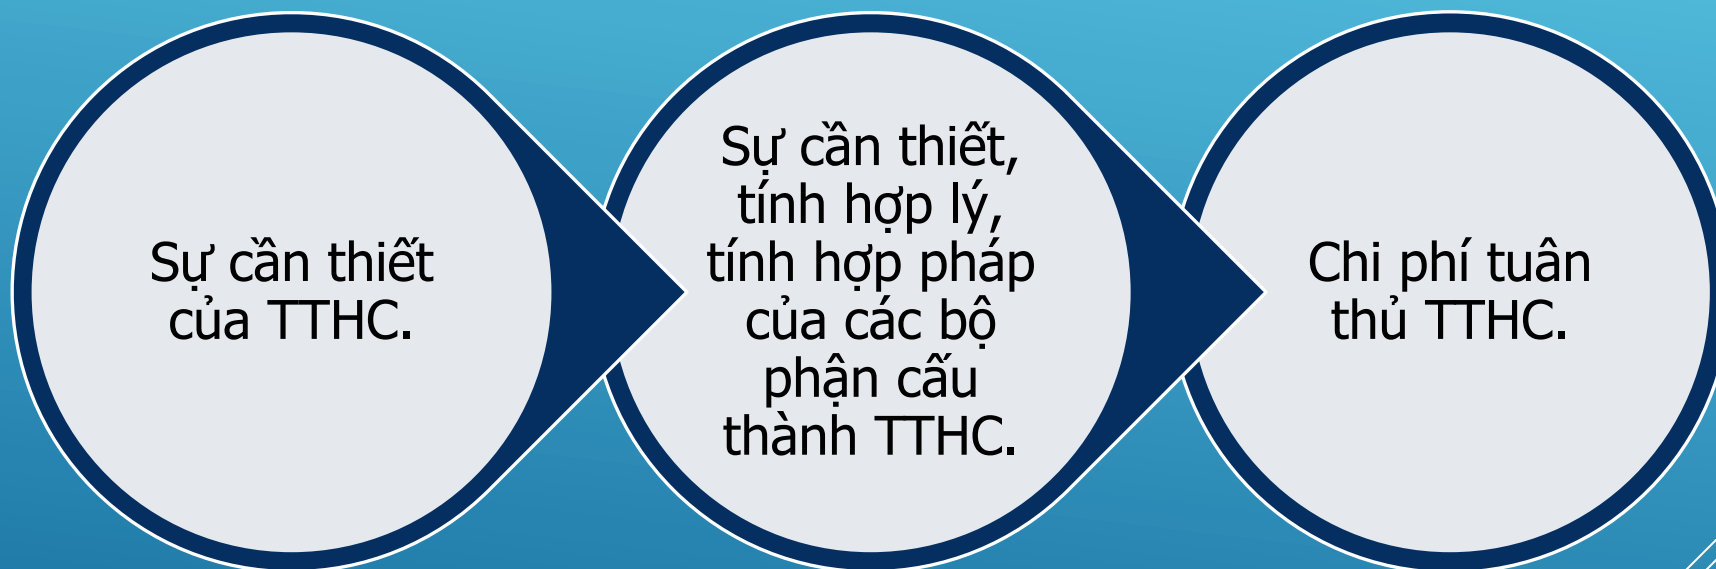 Sự cần thiết
của TTHC.
Sự cần thiết,
tính hợp lý,
tính hợp pháp
của các bộ
phận cấu
thành TTHC.
Chi phí tuân
thủ TTHC.